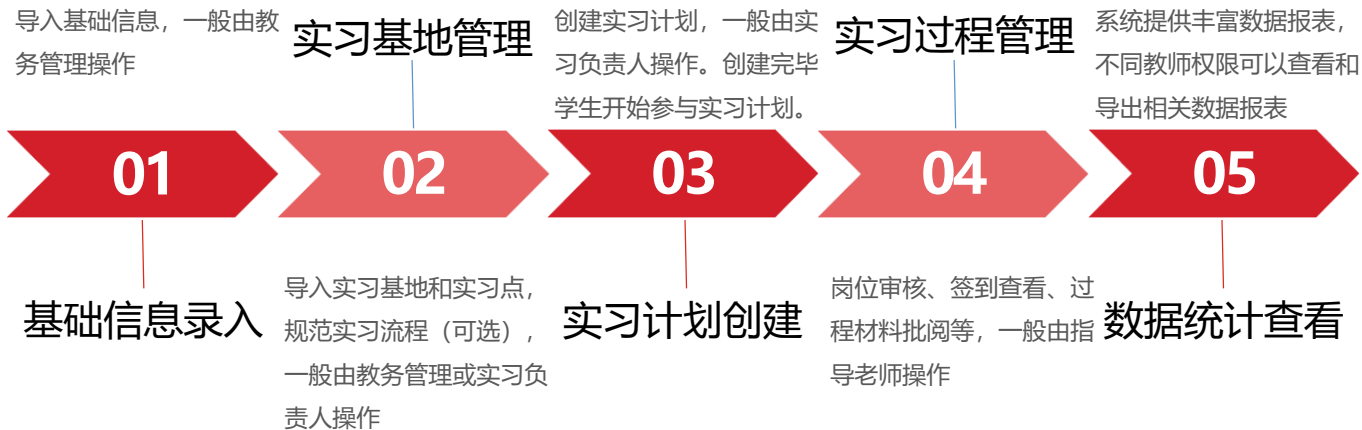 导入基础信息，一般由教
务管理操作
01
基础信息录入
实习基地管理
02
导入实习基地和实习点，
规范实习流程（可选），
一般由教务管理或实习负
责人操作
创建实习计划，一般由实
习负责人操作。创建完毕
学生开始参与实习计划。
03
实习计划创建
实习过程管理
04
岗位审核、签到查看、过
程材料批阅等，一般由指
导老师操作
系统提供丰富数据报表，
不同教师权限可以查看和
导出相关数据报表
05
数据统计查看